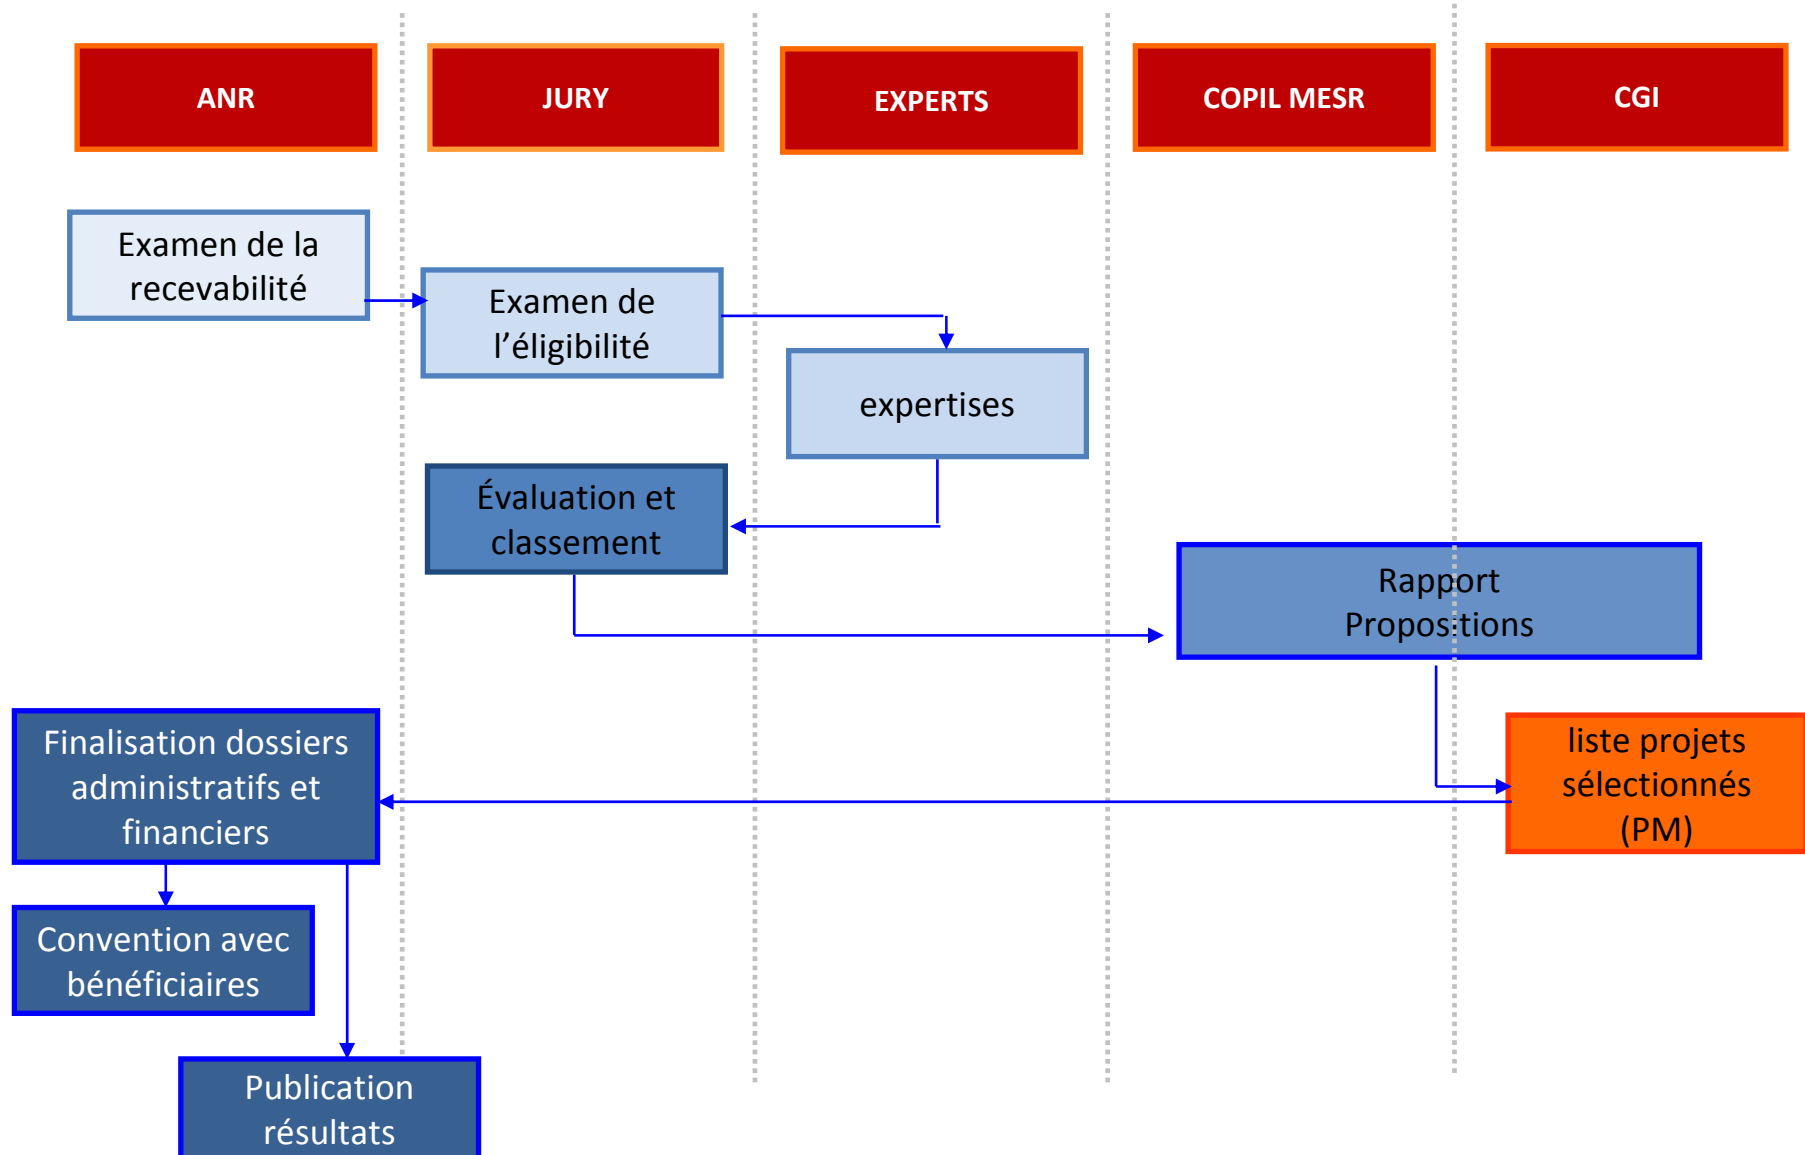 ANR
JURY
EXPERTS
COPIL MESR
CGI
Examen de la
recevabilité
Examen de
l’éligibilité
expertises
Évaluation et
classement
Rapport
Propositions
Finalisation dossiers
administratifs et
financiers
liste projets
sélectionnés
(PM)
Convention avec
bénéficiaires
Publication
résultats